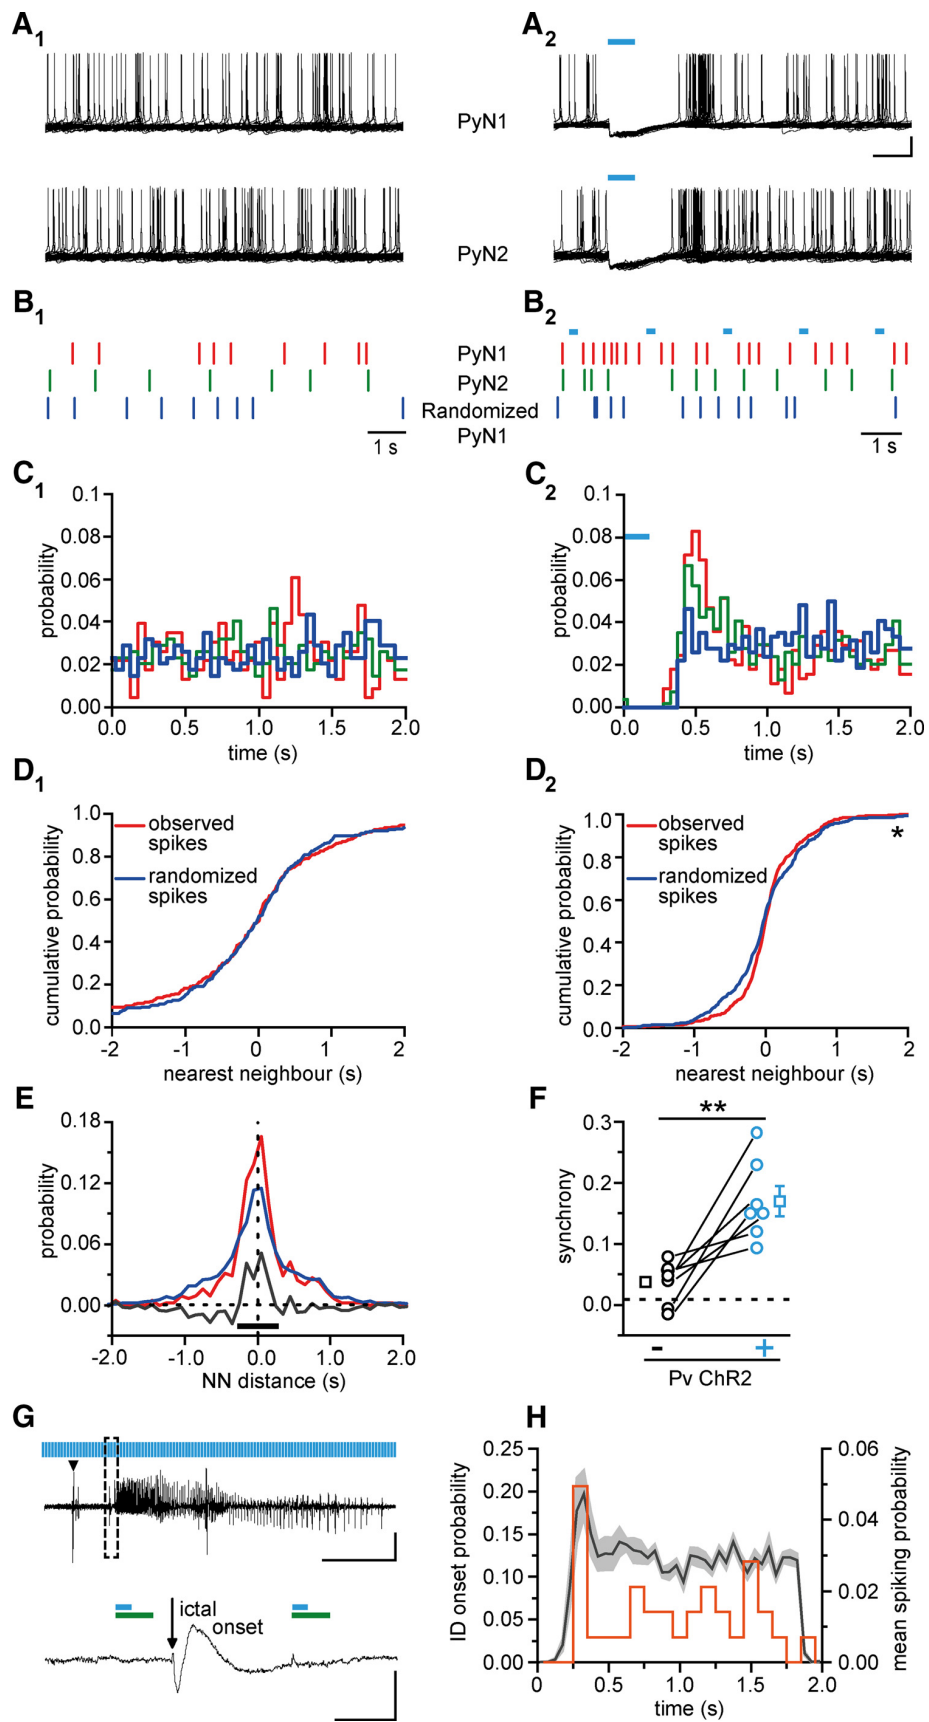 A1
A2
PyN1
PyN2
B1
B2
PyN1
PyN2
Randomized
PyN1
1 s
1 s
C1
C2
0.1
0.08
0.06
0.04
0.02
0.00
probability
0.0 0.5 1.0 1.5 2.0
time (s)
0.1
0.08
0.06
0.04
0.02
0.00
probability
0.0 0.5 1.0 1.5 2.0
time (s)
D1
D2
1.0
0.8
0.6
0.4
0.2
0.0
cumulative probability
observed
spikes
randomized
spikes
-2 -1 0 1 2
nearest neighbour (s)
1.0
0.8
0.6
0.4
0.2
0.0
cumulative probability
observed
spikes
randomized
spikes
*
-2 -1 0 1 2
nearest neighbour (s)
E
0.18
0.12
0.06
0.00
probability
-2.0 -1.0 0.0 1.0 2.0
NN distance (s)
F
**
0.3
0.2
0.1
0.0
synchrony
- +
Pv ChR2
G
ictal
onset
H
0.25
0.20
0.15
0.10
0.05
0.00
ID onset probability
0.06
0.04
0.02
0.00
mean spiking probability
0 0.5 1.0 1.5 2.0
time (s)